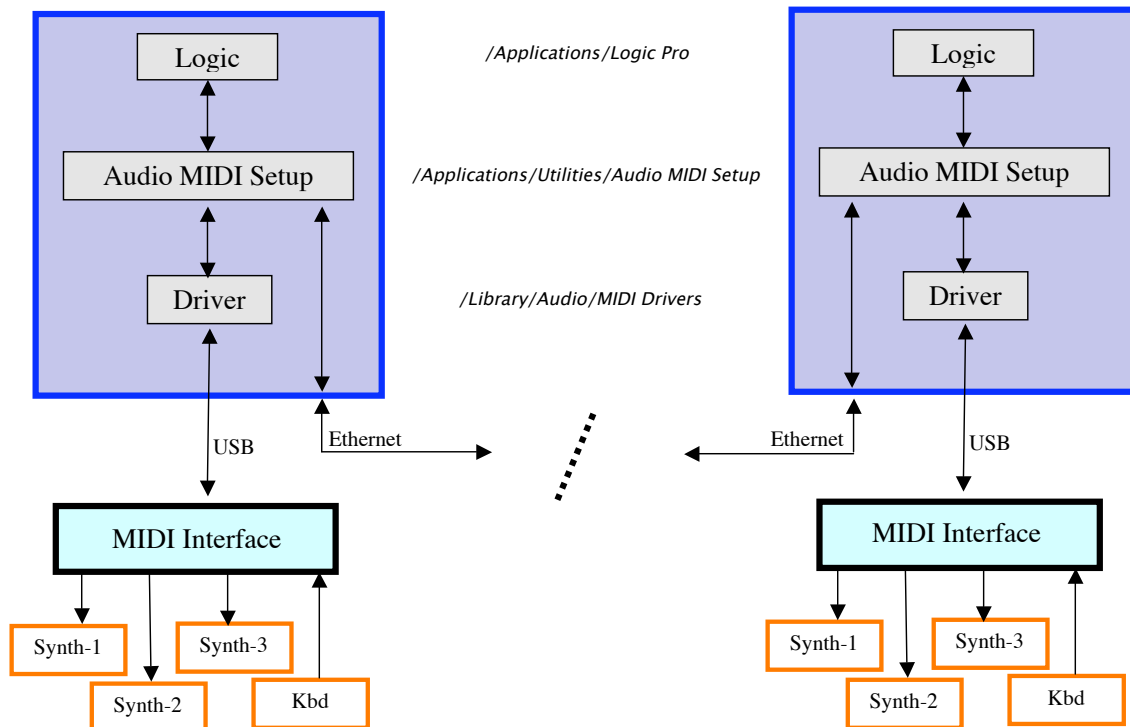 Logic
/Applications/Logic Pro
Logic
Audio MIDI Setup
/Applications/Utilities/Audio MIDI Setup
Audio MIDI Setup
Driver
/Library/Audio/MIDI Drivers
Driver
USB
Ethernet
Ethernet
USB
MIDI Interface
MIDI Interface
Synth-1
Synth-3
Synth-2
Kbd
Synth-1
Synth-3
Synth-2
Kbd